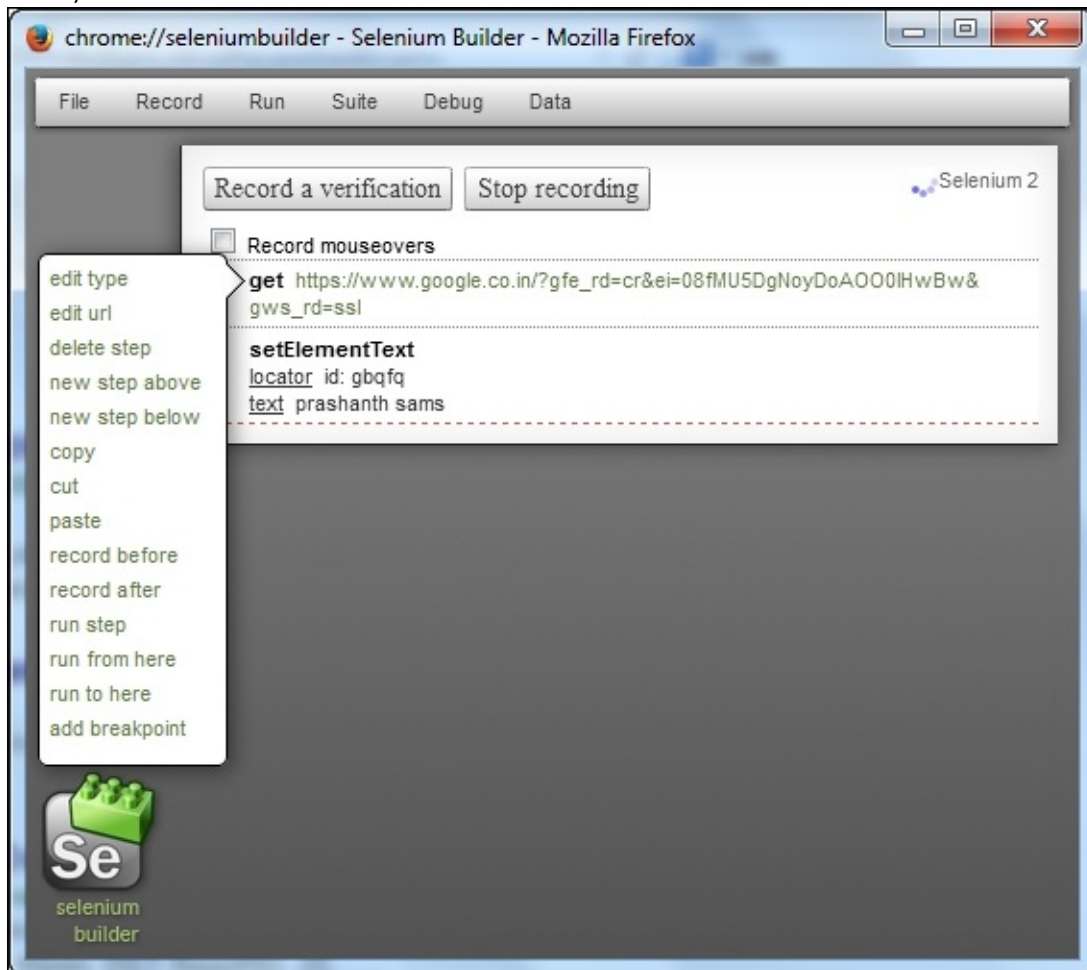 chrome://seleniumbuilder - Selenium Builder - Mozilla Firefox
File Record Run Suite Debug Data
Record a verification Stop recording Selenium 2
Record mouseovers
get https://www.google.co.in/?gfe_rd=cr&ei=08fMU5DgNoyDoAOO0IHwBw&
gws_rd=ssl
setElementText
locator id: gbqfq
text prashanth sams
edit type
edit url
delete step
new step above
new step below
copy
cut
paste
record before
record after
run step
run from here
run to here
add breakpoint
Se
selenium
builder